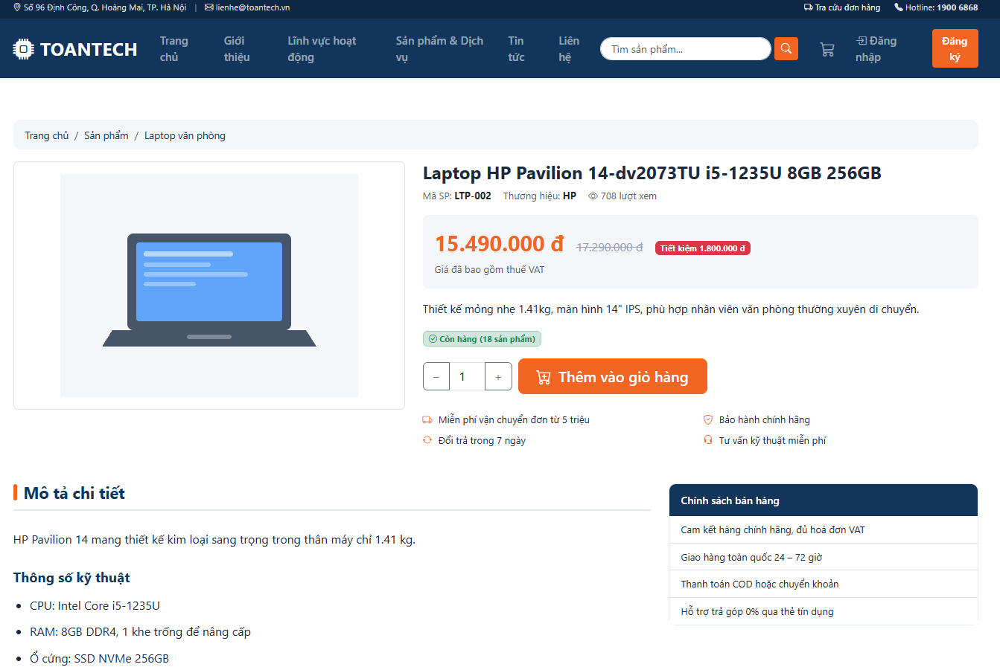 Số 96 Định Công, Q. Hoàng Mai, TP. Hà Nội | lienhe@toantech.vn
Tra cứu đơn hàng Hotline: 1900 6868
TOANTECH
Trang chủ
Giới thiệu
Lĩnh vực hoạt động
Sản phẩm & Dịch vụ
Tin tức
Liên hệ
Tìm sản phẩm...
Đăng nhập
Đăng ký
Trang chủ / Sản phẩm / Laptop văn phòng
Laptop HP Pavilion 14-dv2073TU i5-1235U 8GB 256GB
Mã SP: LTP-002 Thương hiệu: HP 708 lượt xem
15.490.000 đ 17.290.000 đ Tiết kiệm 1.800.000 đ
Giá đã bao gồm thuế VAT
Thiết kế mỏng nhẹ 1.41kg, màn hình 14" IPS, phù hợp nhân viên văn phòng thường xuyên di chuyển.
Còn hàng (18 sản phẩm)
− 1 + Thêm vào giỏ hàng
Miễn phí vận chuyển đơn từ 5 triệu
Bảo hành chính hãng
Đổi trả trong 7 ngày
Tư vấn kỹ thuật miễn phí
Mô tả chi tiết
HP Pavilion 14 mang thiết kế kim loại sang trọng trong thân máy chỉ 1.41 kg.
Thông số kỹ thuật
• CPU: Intel Core i5-1235U
• RAM: 8GB DDR4, 1 khe trống để nâng cấp
• Ổ cứng: SSD NVMe 256GB
Chính sách bán hàng
Cam kết hàng chính hãng, đủ hoá đơn VAT
Giao hàng toàn quốc 24 – 72 giờ
Thanh toán COD hoặc chuyển khoản
Hỗ trợ trả góp 0% qua thẻ tín dụng